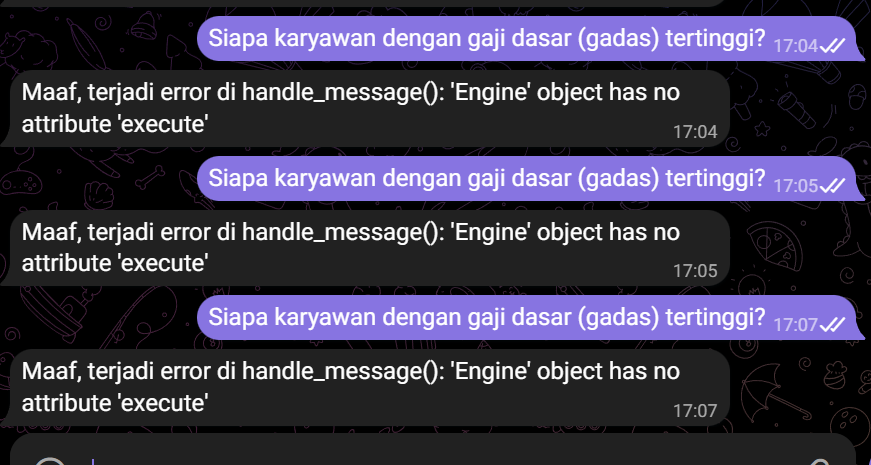 Siapa karyawan dengan gaji dasar (gadas) tertinggi? 17:04
Maaf, terjadi error di handle_message(): 'Engine' object has no
attribute 'execute'
17:04
Siapa karyawan dengan gaji dasar (gadas) tertinggi? 17:05
Maaf, terjadi error di handle_message(): 'Engine' object has no
attribute 'execute'
17:05
Siapa karyawan dengan gaji dasar (gadas) tertinggi? 17:07
Maaf, terjadi error di handle_message(): 'Engine' object has no
attribute 'execute'
17:07